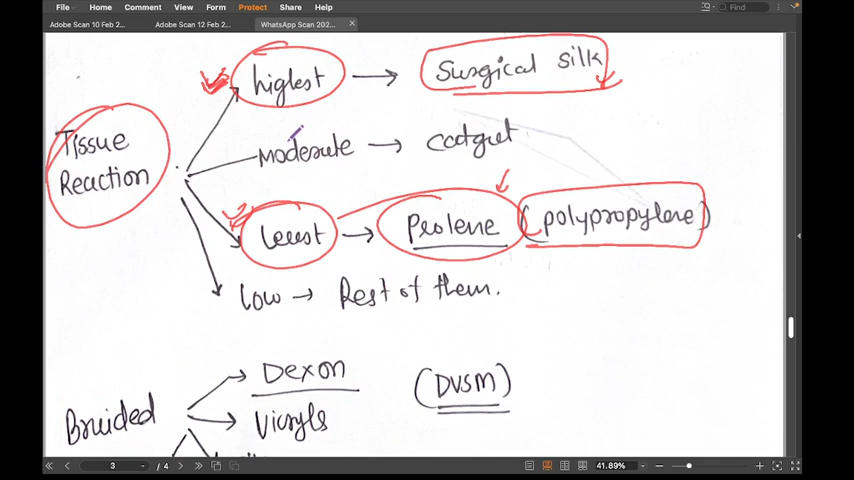 File Home Comment View Form Protect Share Help Find
Adobe Scan 10 Feb 2... Adobe Scan 12 Feb 2... WhatsApp Scan 202...
highest → Surgical silk
Tissue Reaction
Moderate → catgut
least → Prolene (polypropylene)
low → Rest of them.
Braided
Dexon
(DVSM)
Vicryls
3 / 4 41.89%